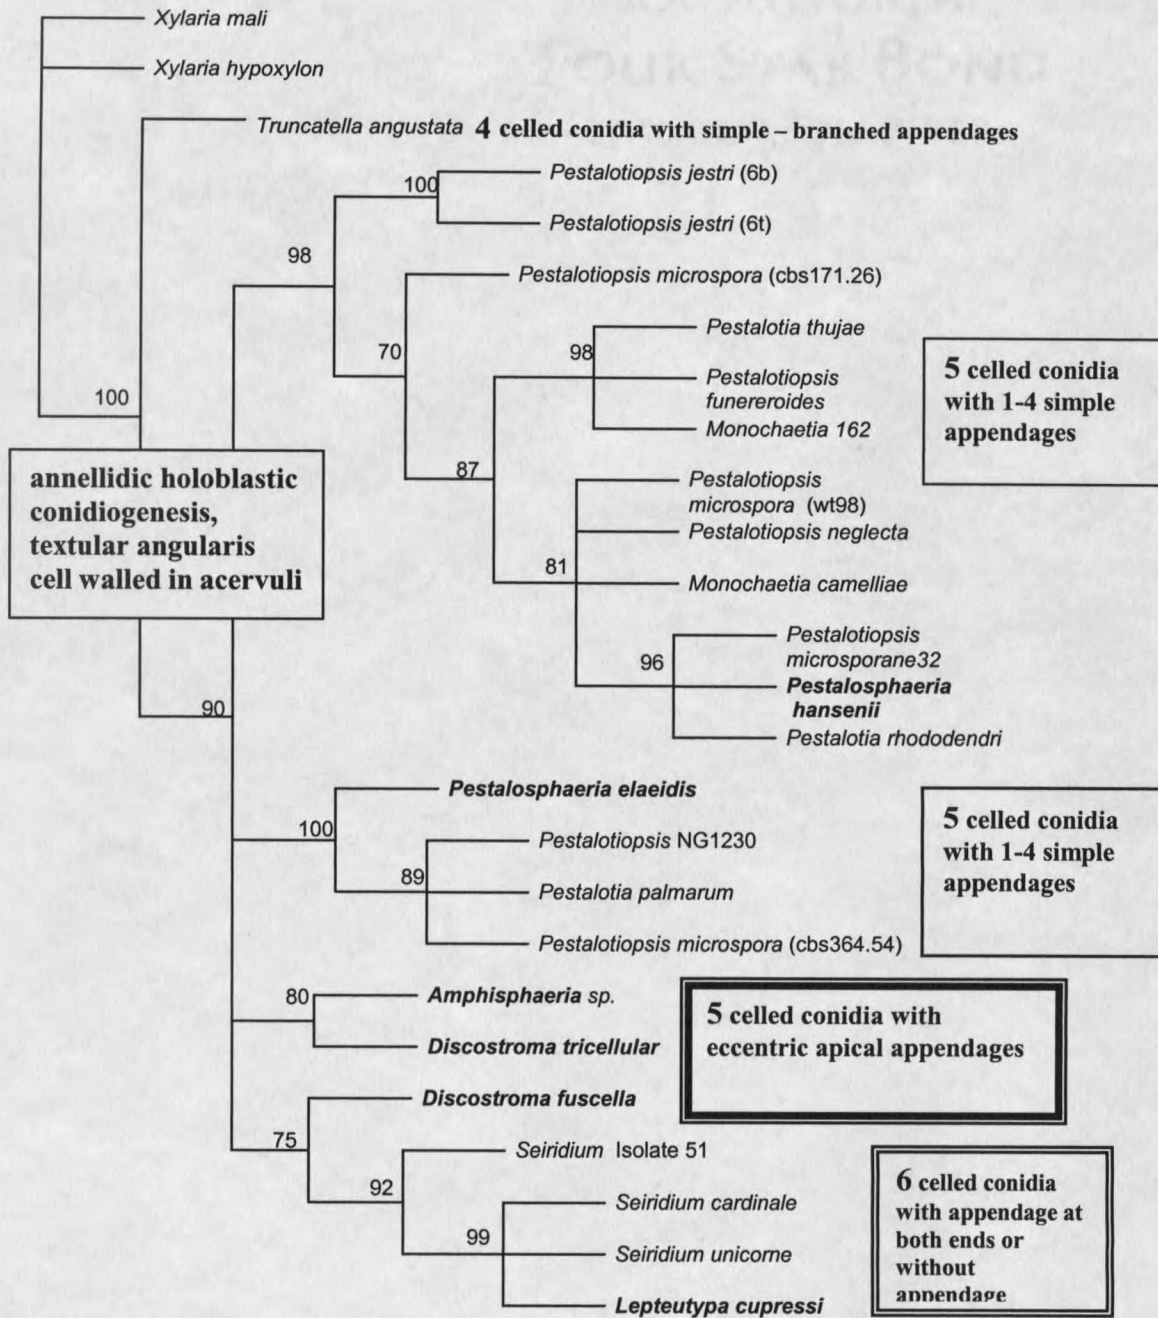 Xylaria mali
Xylaria hypoxylon
Truncatella angustata 4 celled conidia with simple – branched appendages
100
Pestalotiopsis jestri (6b)
Pestalotiopsis jestri (6t)
98
Pestalotiopsis microspora (cbs171.26)
70
98
Pestalotia thujae
Pestalotiopsis
funereroides
Monochaetia 162
5 celled conidia
with 1-4 simple
appendages
100
87
annellidic holoblastic
conidiogenesis,
textular angularis
cell walled in acervuli
Pestalotiopsis
microspora (wt98)
Pestalotiopsis neglecta
81
Monochaetia camelliae
Pestalotiopsis
microsporane32
96
Pestalosphaeria
hansenii
Pestalotia rhododendri
90
Pestalosphaeria elaeidis
100
Pestalotiopsis NG1230
89
Pestalotia palmarum
Pestalotiopsis microspora (cbs364.54)
5 celled conidia
with 1-4 simple
appendages
80
Amphisphaeria sp.
Discostroma tricellular
5 celled conidia with
eccentric apical appendages
Discostroma fuscella
75
Seiridium Isolate 51
92
Seiridium cardinale
99
Seiridium unicorne
Lepteutypa cupressi
6 celled conidia
with appendage at
both ends or
without
annendage